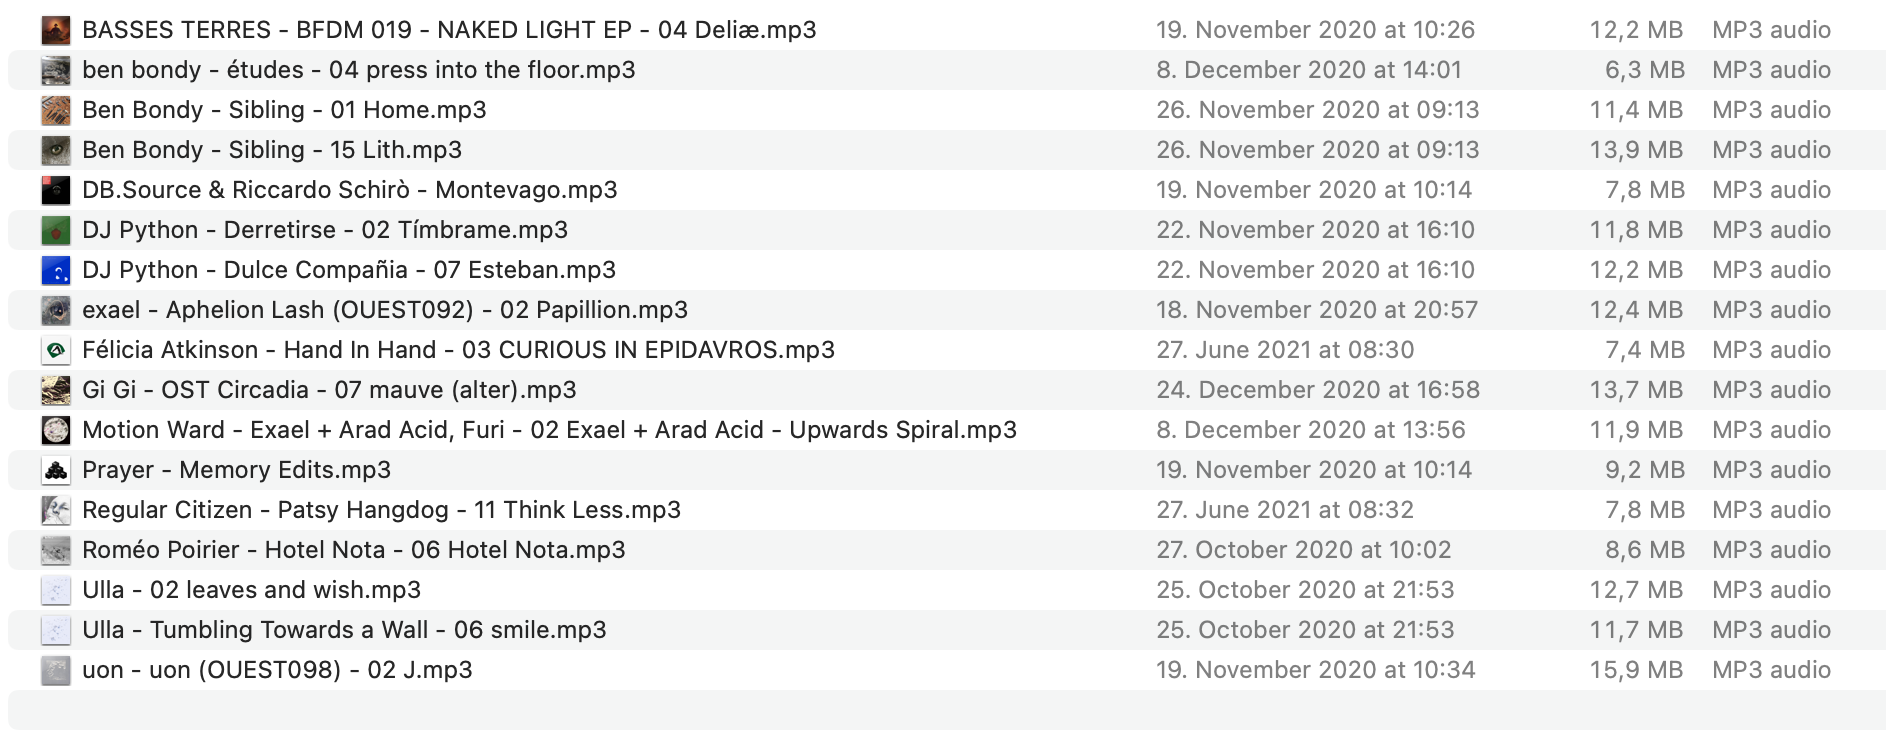 BASSES TERRES - BFDM 019 - NAKED LIGHT EP - 04 Deliæ.mp3 19. November 2020 at 10:26 12,2 MB MP3 audio
ben bondy - études - 04 press into the floor.mp3 8. December 2020 at 14:01 6,3 MB MP3 audio
Ben Bondy - Sibling - 01 Home.mp3 26. November 2020 at 09:13 11,4 MB MP3 audio
Ben Bondy - Sibling - 15 Lith.mp3 26. November 2020 at 09:13 13,9 MB MP3 audio
DB.Source & Riccardo Schirò - Montevago.mp3 19. November 2020 at 10:14 7,8 MB MP3 audio
DJ Python - Derretirse - 02 Tímbrame.mp3 22. November 2020 at 16:10 11,8 MB MP3 audio
DJ Python - Dulce Compañia - 07 Esteban.mp3 22. November 2020 at 16:10 12,2 MB MP3 audio
exael - Aphelion Lash (OUEST092) - 02 Papillion.mp3 18. November 2020 at 20:57 12,4 MB MP3 audio
Félicia Atkinson - Hand In Hand - 03 CURIOUS IN EPIDAVROS.mp3 27. June 2021 at 08:30 7,4 MB MP3 audio
Gi Gi - OST Circadia - 07 mauve (alter).mp3 24. December 2020 at 16:58 13,7 MB MP3 audio
Motion Ward - Exael + Arad Acid, Furi - 02 Exael + Arad Acid - Upwards Spiral.mp3 8. December 2020 at 13:56 11,9 MB MP3 audio
Prayer - Memory Edits.mp3 19. November 2020 at 10:14 9,2 MB MP3 audio
Regular Citizen - Patsy Hangdog - 11 Think Less.mp3 27. June 2021 at 08:32 7,8 MB MP3 audio
Roméo Poirier - Hotel Nota - 06 Hotel Nota.mp3 27. October 2020 at 10:02 8,6 MB MP3 audio
Ulla - 02 leaves and wish.mp3 25. October 2020 at 21:53 12,7 MB MP3 audio
Ulla - Tumbling Towards a Wall - 06 smile.mp3 25. October 2020 at 21:53 11,7 MB MP3 audio
uon - uon (OUEST098) - 02 J.mp3 19. November 2020 at 10:34 15,9 MB MP3 audio